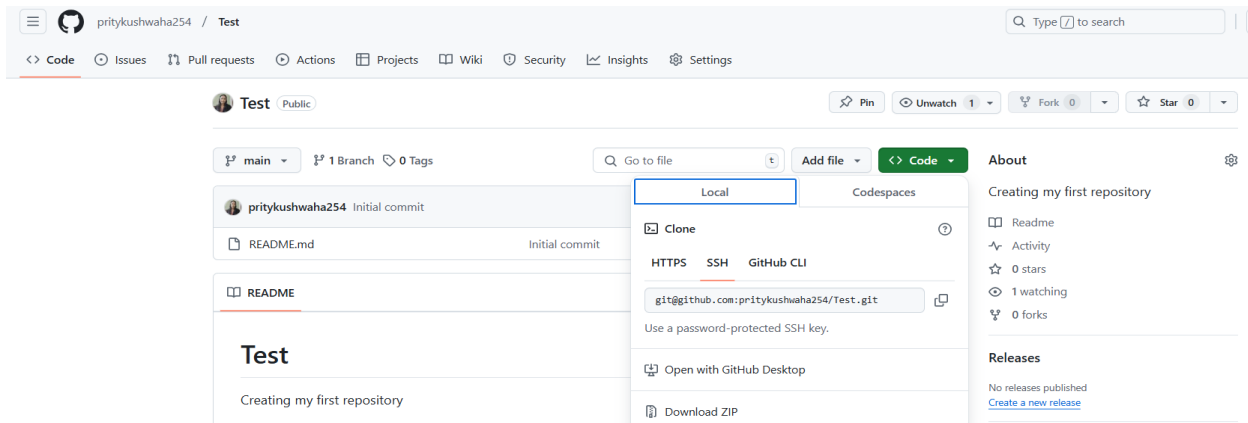 pritykushwaha254 / Test
Type / to search
<> Code Issues Pull requests Actions Projects Wiki Security Insights Settings
Test Public
Pin Unwatch 1 Fork 0 Star 0
main 1 Branch 0 Tags
Go to file t Add file <> Code
About
Local Codespaces
Creating my first repository
pritykushwaha254 Initial commit
README.md Initial commit
Clone
HTTPS SSH GitHub CLI
git@github.com:pritykushwaha254/Test.git
Use a password-protected SSH key.
Open with GitHub Desktop
Download ZIP
README
Test
Creating my first repository
Readme
Activity
0 stars
1 watching
0 forks
Releases
No releases published
Create a new release